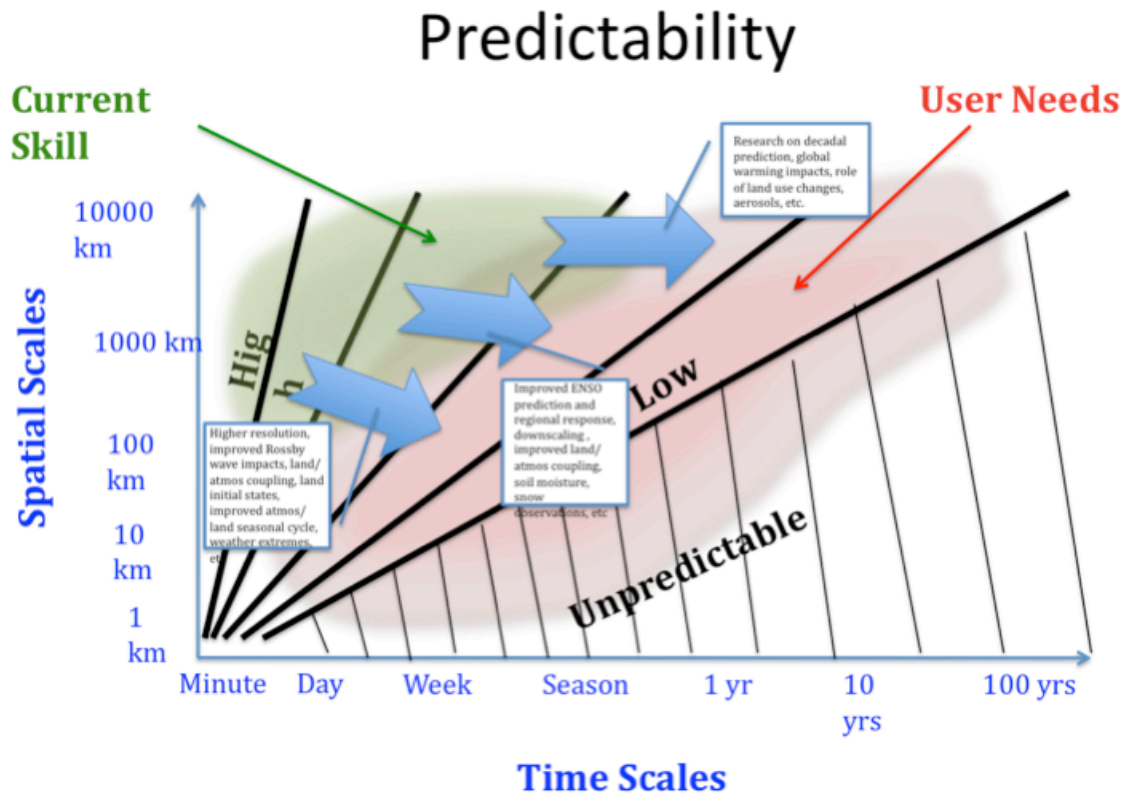 Predictability
Current
Skill
User Needs
Research on decadal
prediction, global
warming impacts, role
of land use changes,
aerosols, etc.
10000
km
1000 km
100
km
10
km
1
km
Spatial Scales
Hig
h
Low
Unpredictable
Improved ENSO
prediction and
regional response,
downscaling ,
improved land/
atmos coupling,
soil moisture,
snow
observations, etc
Higher resolution,
improved Rossby
wave impacts, land/
atmos coupling, land
initial states,
improved atmos/
land seasonal cycle,
weather extremes,
Minute Day Week Season 1 yr 10 100 yrs
yrs
Time Scales